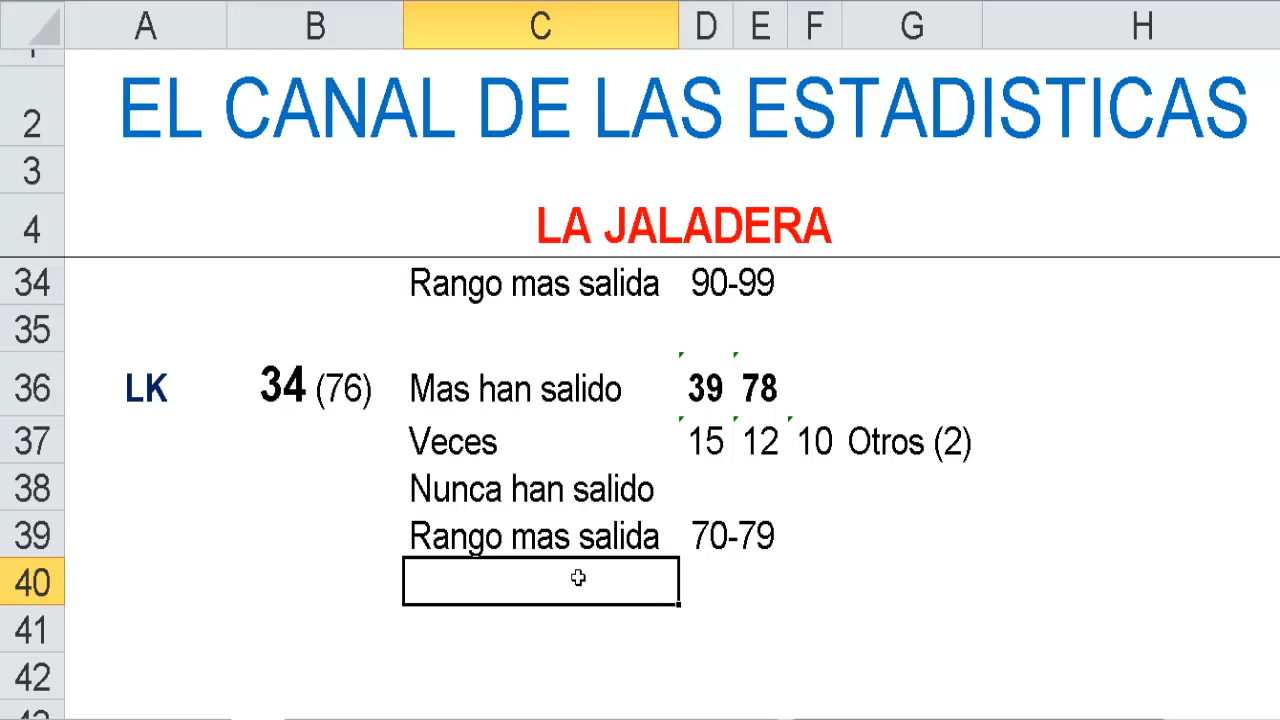 A B C D E F G H
2 EL CANAL DE LAS ESTADISTICAS
3
4 LA JALADERA
34 Rango mas salida 90-99
35
36 LK 34 (76) Mas han salido 39 78
37 Veces 15 12 10 Otros (2)
38 Nunca han salido
39 Rango mas salida 70-79
40
41
42